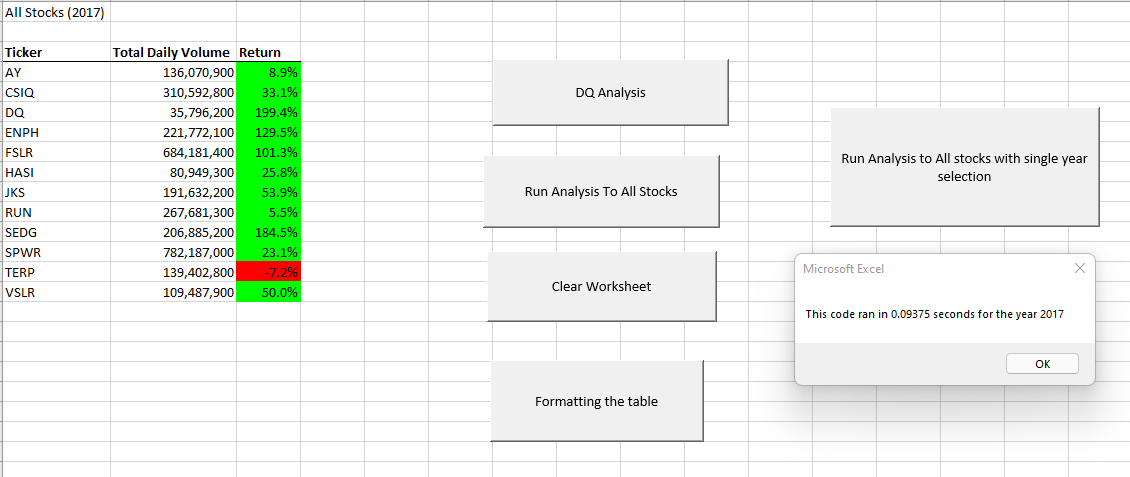 All Stocks (2017)
Ticker Total Daily Volume Return
AY 136,070,900 8.9%
CSIQ 310,592,800 33.1%
DQ 35,796,200 199.4%
ENPH 221,772,100 129.5%
FSLR 684,181,400 101.3%
HASI 80,949,300 25.8%
JKS 191,632,200 53.9%
RUN 267,681,300 5.5%
SEDG 206,885,200 184.5%
SPWR 782,187,000 23.1%
TERP 139,402,800 -7.2%
VSLR 109,487,900 50.0%
DQ Analysis
Run Analysis To All Stocks
Clear Worksheet
Formatting the table
Run Analysis to All stocks with single year
selection
Microsoft Excel
This code ran in 0.09375 seconds for the year 2017
OK